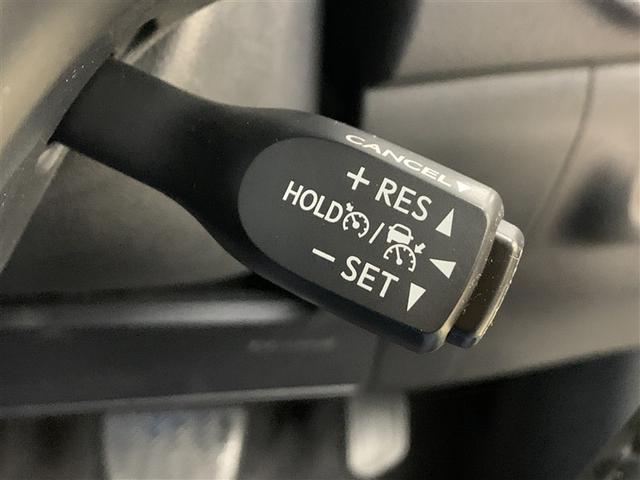 CANCEL▼
+ RES ▲
HOLD / ◀
− SET ▼